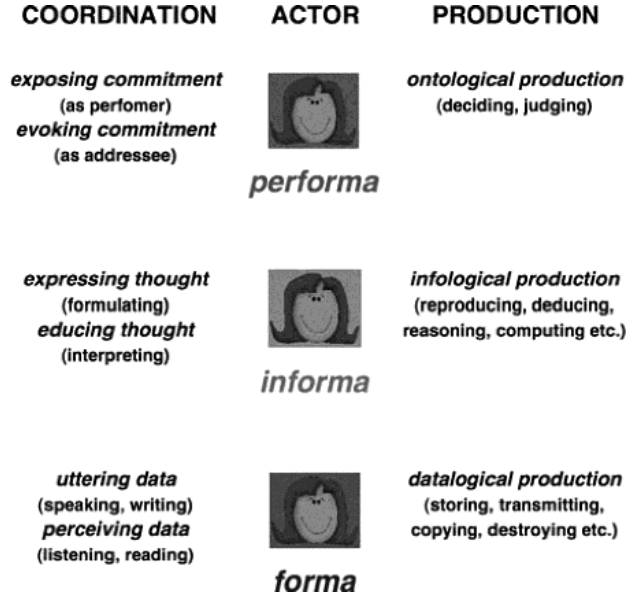 COORDINATION ACTOR PRODUCTION
exposing commitment
(as perfomer)
evoking commitment
(as addressee)
performa
ontological production
(deciding, judging)
expressing thought
(formulating)
educing thought
(interpreting)
informa
infological production
(reproducing, deducing,
reasoning, computing etc.)
uttering data
(speaking, writing)
perceiving data
(listening, reading)
forma
datalogical production
(storing, transmitting,
copying, destroying etc.)